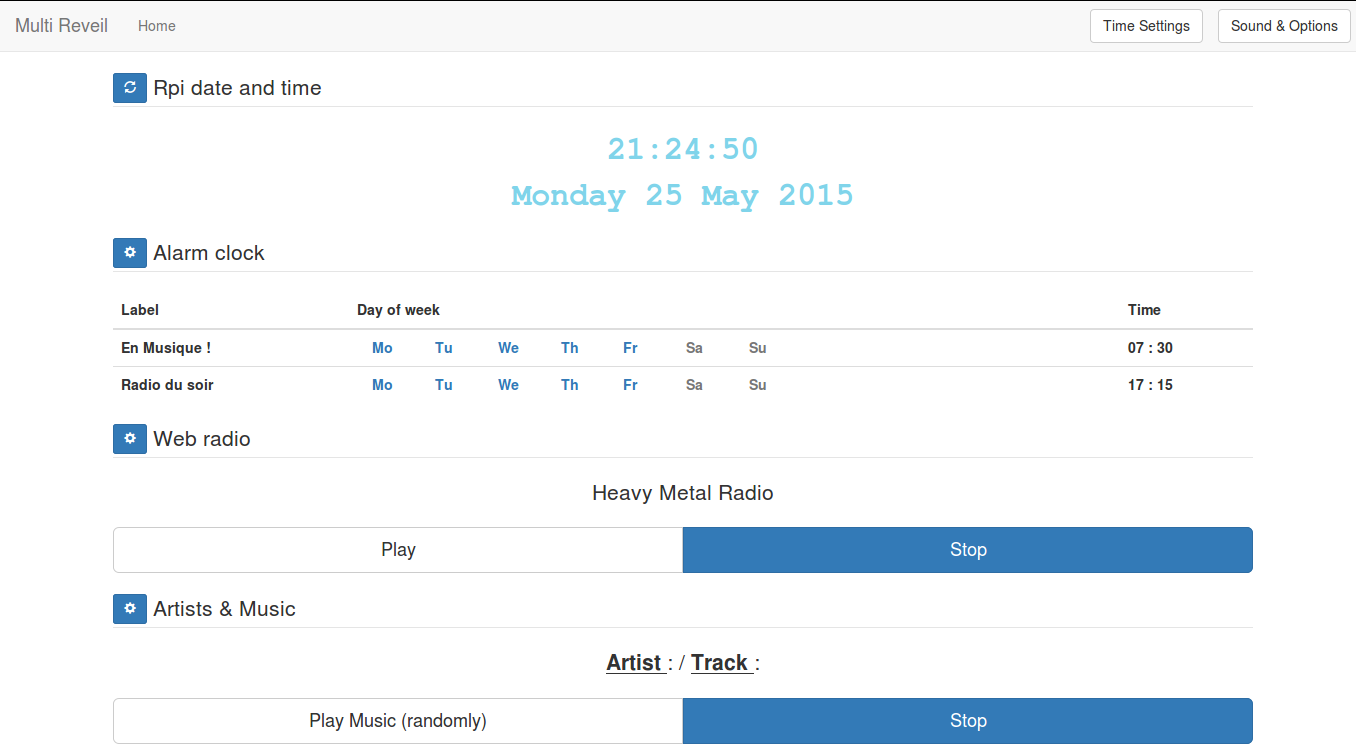 Multi Reveil Home Time Settings Sound & Options
Rpi date and time
21:24:50
Monday 25 May 2015
Alarm clock
Label Day of week Time
En Musique ! Mo Tu We Th Fr Sa Su 07 : 30
Radio du soir Mo Tu We Th Fr Sa Su 17 : 15
Web radio
Heavy Metal Radio
Play Stop
Artists & Music
Artist : / Track :
Play Music (randomly) Stop